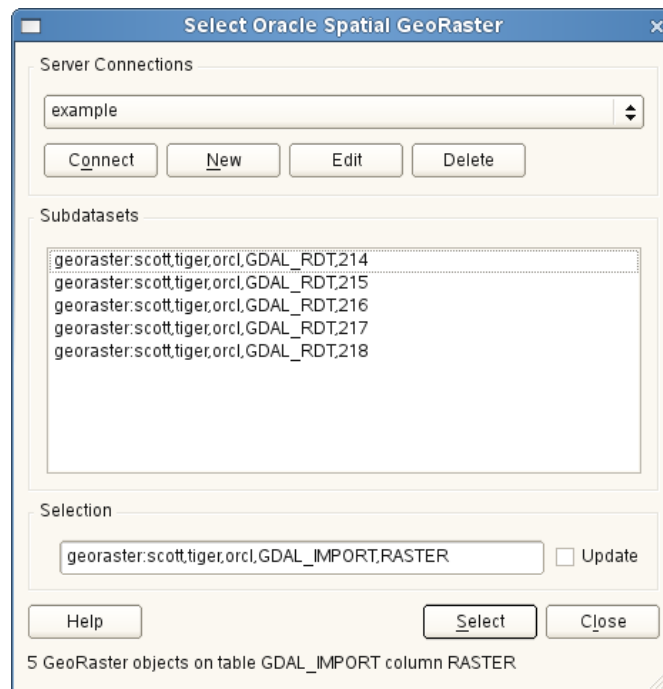 Select Oracle Spatial GeoRaster
Server Connections
example
Connect New Edit Delete
Subdatasets
georaster:scott,tiger,orcl,GDAL_RDT,214
georaster:scott,tiger,orcl,GDAL_RDT,215
georaster:scott,tiger,orcl,GDAL_RDT,216
georaster:scott,tiger,orcl,GDAL_RDT,217
georaster:scott,tiger,orcl,GDAL_RDT,218
Selection
georaster:scott,tiger,orcl,GDAL_IMPORT,RASTER Update
Help Select Close
5 GeoRaster objects on table GDAL_IMPORT column RASTER